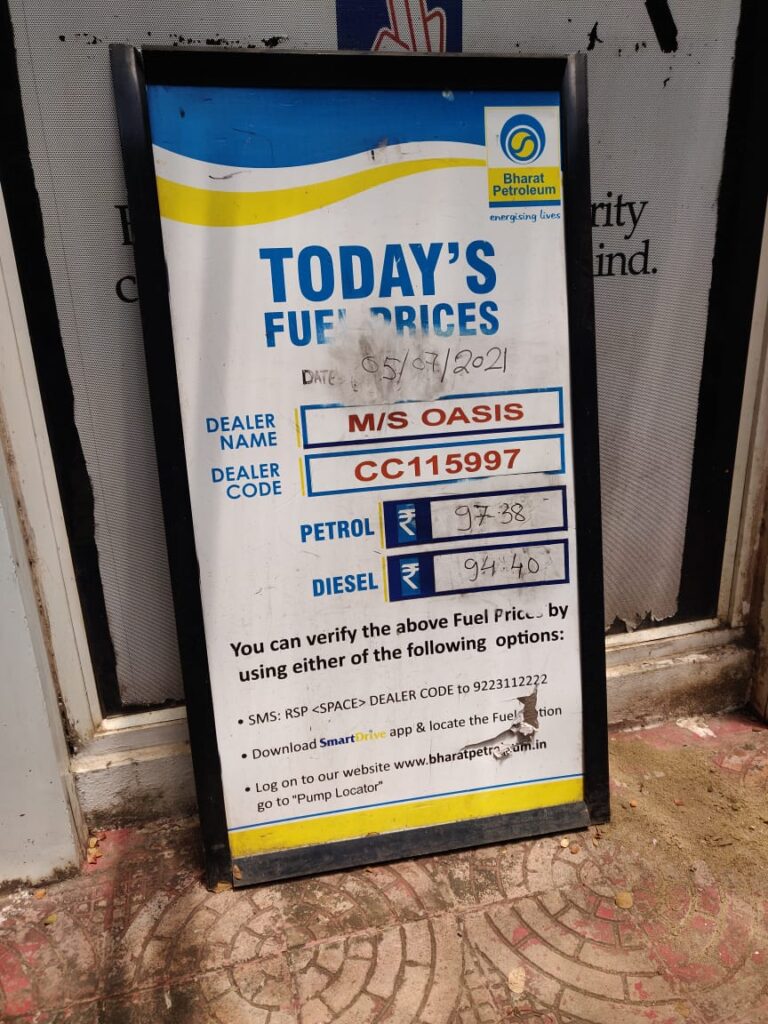 Bharat
Petroleum
energising lives
rity
ind.
TODAY'S
FUEL PRICES
DATE: 05/07/2021
DEALER
NAME
M/S OASIS
DEALER
CODE
CC115997
PETROL ₹ 97.38
DIESEL ₹ 94.40
You can verify the above Fuel Prices by
using either of the following options:
• SMS: RSP <SPACE> DEALER CODE to 9223112222
• Download SmartDrive app & locate the Fuel tion
• Log on to our website www.bharatpetroleum.in
go to "Pump Locator"